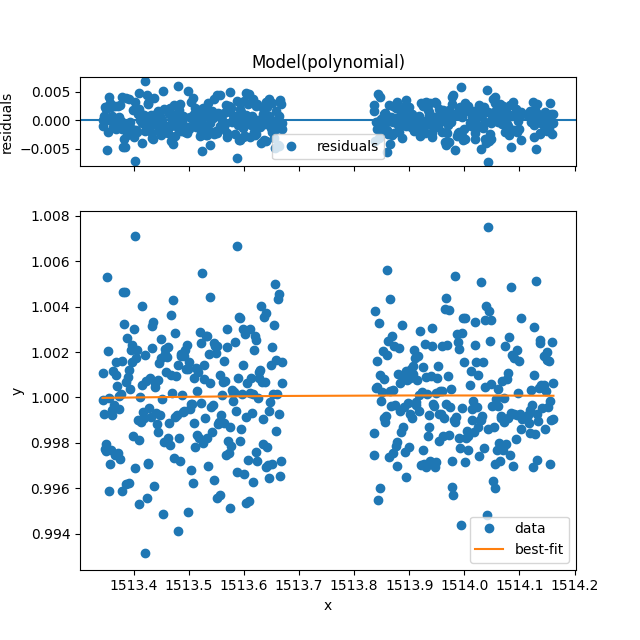 Model(polynomial)
residuals
0.005
0.000
−0.005
residuals
y
1.008
1.006
1.004
1.002
1.000
0.998
0.996
0.994
data
best-fit
1513.4 1513.5 1513.6 1513.7 1513.8 1513.9 1514.0 1514.1 1514.2
x